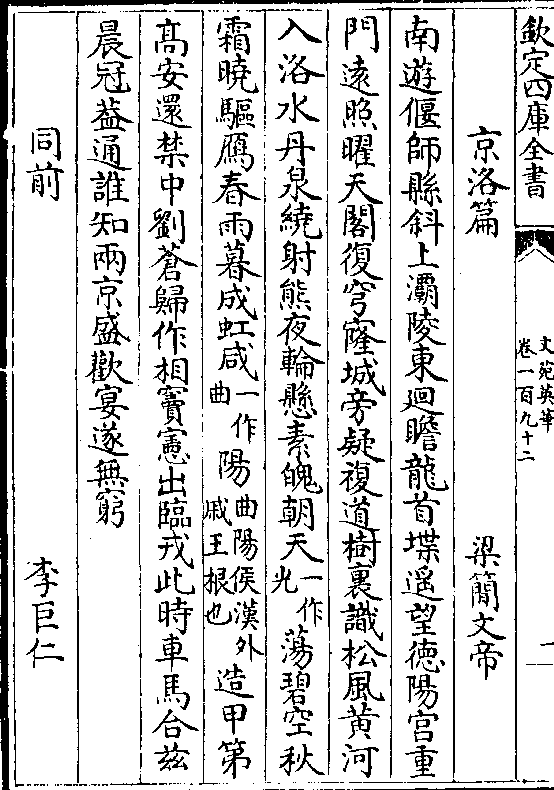 欽定四庫全書
文苑英華
卷一百九十二
一
京洛篇 梁簡文帝
南遊偃師縣斜上灞陵東迴瞻龍首堞遥望德陽宮重
門逺照曜天閣復穹窿城旁疑複道樹裏識松風黄河
入洛水丹泉繞射熊夜輪懸素魄朝天一作光蕩碧空秋
霜曉驅鴈春雨暮成虹咸一作曲陽曲陽侯漢外戚王根也造甲第
髙安還禁中劉蒼歸作相竇憲出臨戎此時車馬合茲
晨冠葢通誰知兩京盛歡宴遂無窮
同前 李巨仁